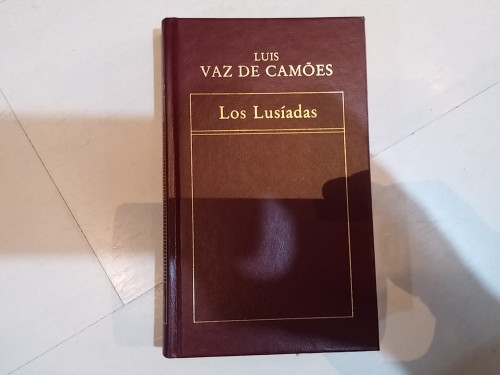 LUIS
VAZ DE CAMÕES
Los Lusíadas